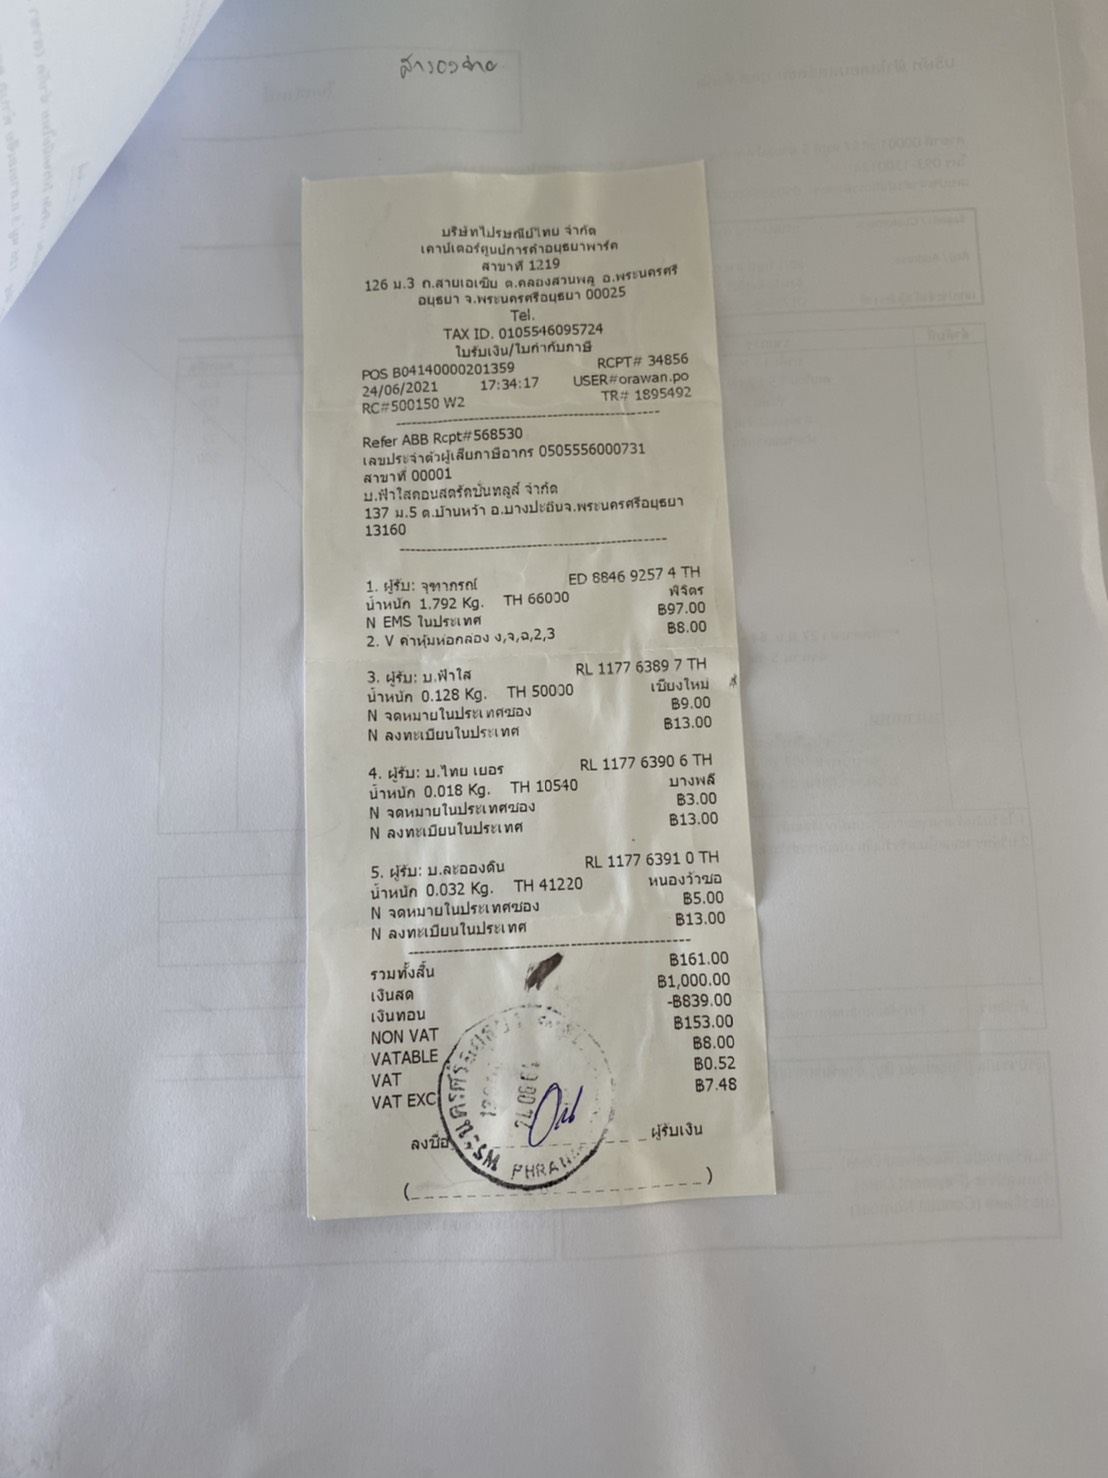 สำรองจ่าย
บริษัทไปรษณีย์ไทย จำกัด
เคาน์เตอร์ศูนย์การค้าอยุธยาพาร์ค
สาขาที่ 1219
126 ม.3 ถ.สายเอเซีย ต.คลองสวนพลู อ.พระนครศรี
อยุธยา จ.พระนครศรีอยุธยา 00025
Tel.
TAX ID. 0105546095724
ใบรับเงิน/ใบกำกับภาษี
POS B04140000201359 RCPT# 34856
24/06/2021 17:34:17 USER#orawan.po
RC#500150 W2 TR# 1895492
Refer ABB Rcpt#568530
เลขประจำตัวผู้เสียภาษีอากร 0505556000731
สาขาที่ 00001
บ.ฟ้าใสคอนสตรัคชั่นทูลส์ จำกัด
137 ม.5 ต.บ้านหว้า อ.บางปะอินจ.พระนครศรีอยุธยา
13160
1. ผู้รับ: จุฑาภรณ์ ED 8846 9257 4 TH
น้ำหนัก 1.792 Kg. TH 66000 พิจิตร
N EMS ในประเทศ ฿97.00
2. V ค่าหุ้มห่อกล่อง ง,จ,ฉ,2,3 ฿8.00
3. ผู้รับ: บ.ฟ้าใส RL 1177 6389 7 TH
น้ำหนัก 0.128 Kg. TH 50000 เชียงใหม่
N จดหมายในประเทศซอง ฿9.00
N ลงทะเบียนในประเทศ ฿13.00
4. ผู้รับ: บ.ไทย เยอร RL 1177 6390 6 TH
น้ำหนัก 0.018 Kg. TH 10540 บางพลี
N จดหมายในประเทศซอง ฿3.00
N ลงทะเบียนในประเทศ ฿13.00
5. ผู้รับ: บ.ละอองดิน RL 1177 6391 0 TH
น้ำหนัก 0.032 Kg. TH 41220 หนองวัวซอ
N จดหมายในประเทศซอง ฿5.00
N ลงทะเบียนในประเทศ ฿13.00
รวมทั้งสิ้น ฿161.00
เงินสด ฿1,000.00
เงินทอน -฿839.00
NON VAT ฿153.00
VATABLE ฿8.00
VAT ฿0.52
VAT EXC ฿7.48
ลงชื่อ ผู้รับเงิน